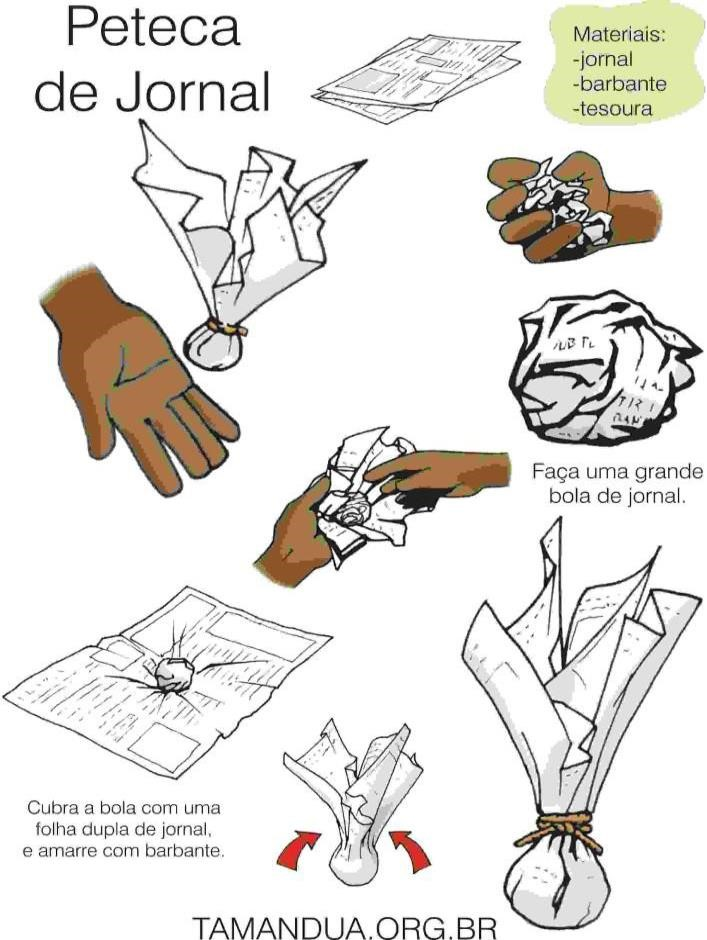 Peteca
de Jornal
Materiais:
-jornal
-barbante
-tesoura
Faça uma grande
bola de jornal.
Cubra a bola com uma
folha dupla de jornal,
e amarre com barbante.
TAMANDUA.ORG.BR